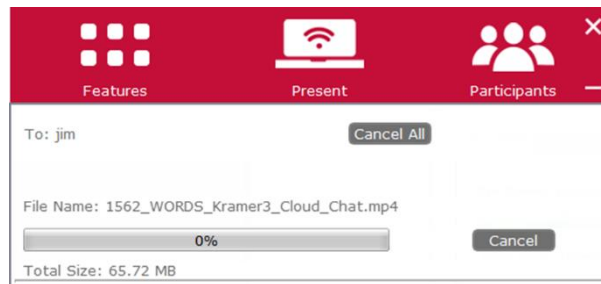 Features Present Participants
To: jim Cancel All
File Name: 1562_WORDS_Kramer3_Cloud_Chat.mp4
0% Cancel
Total Size: 65.72 MB